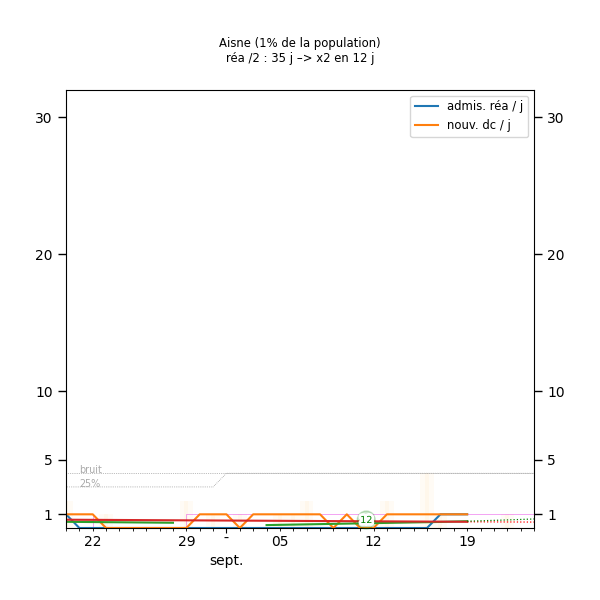 Aisne (1% de la population)
réa /2 : 35 j –> x2 en 12 j
admis. réa / j
nouv. dc / j
30 30
20 20
10 10
5 5
bruit
25%
12
1 1
22 29 - 05 12 19
sept.